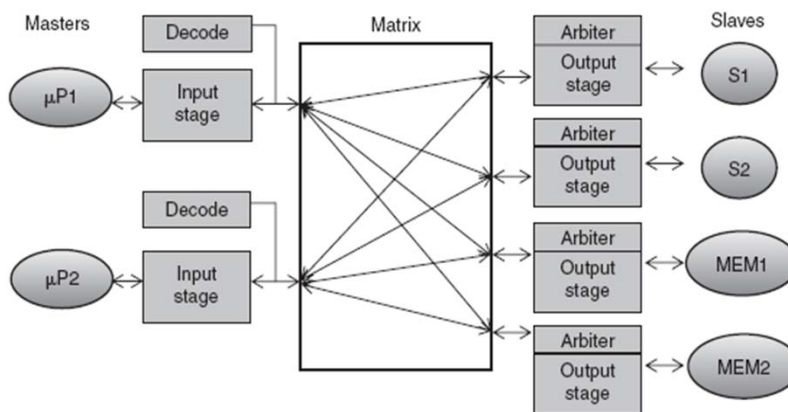 Masters
Matrix
Slaves
Decode
μP1
Input
stage
Arbiter
Output
stage
S1
Arbiter
Output
stage
S2
Decode
μP2
Input
stage
Arbiter
Output
stage
MEM1
Arbiter
Output
stage
MEM2